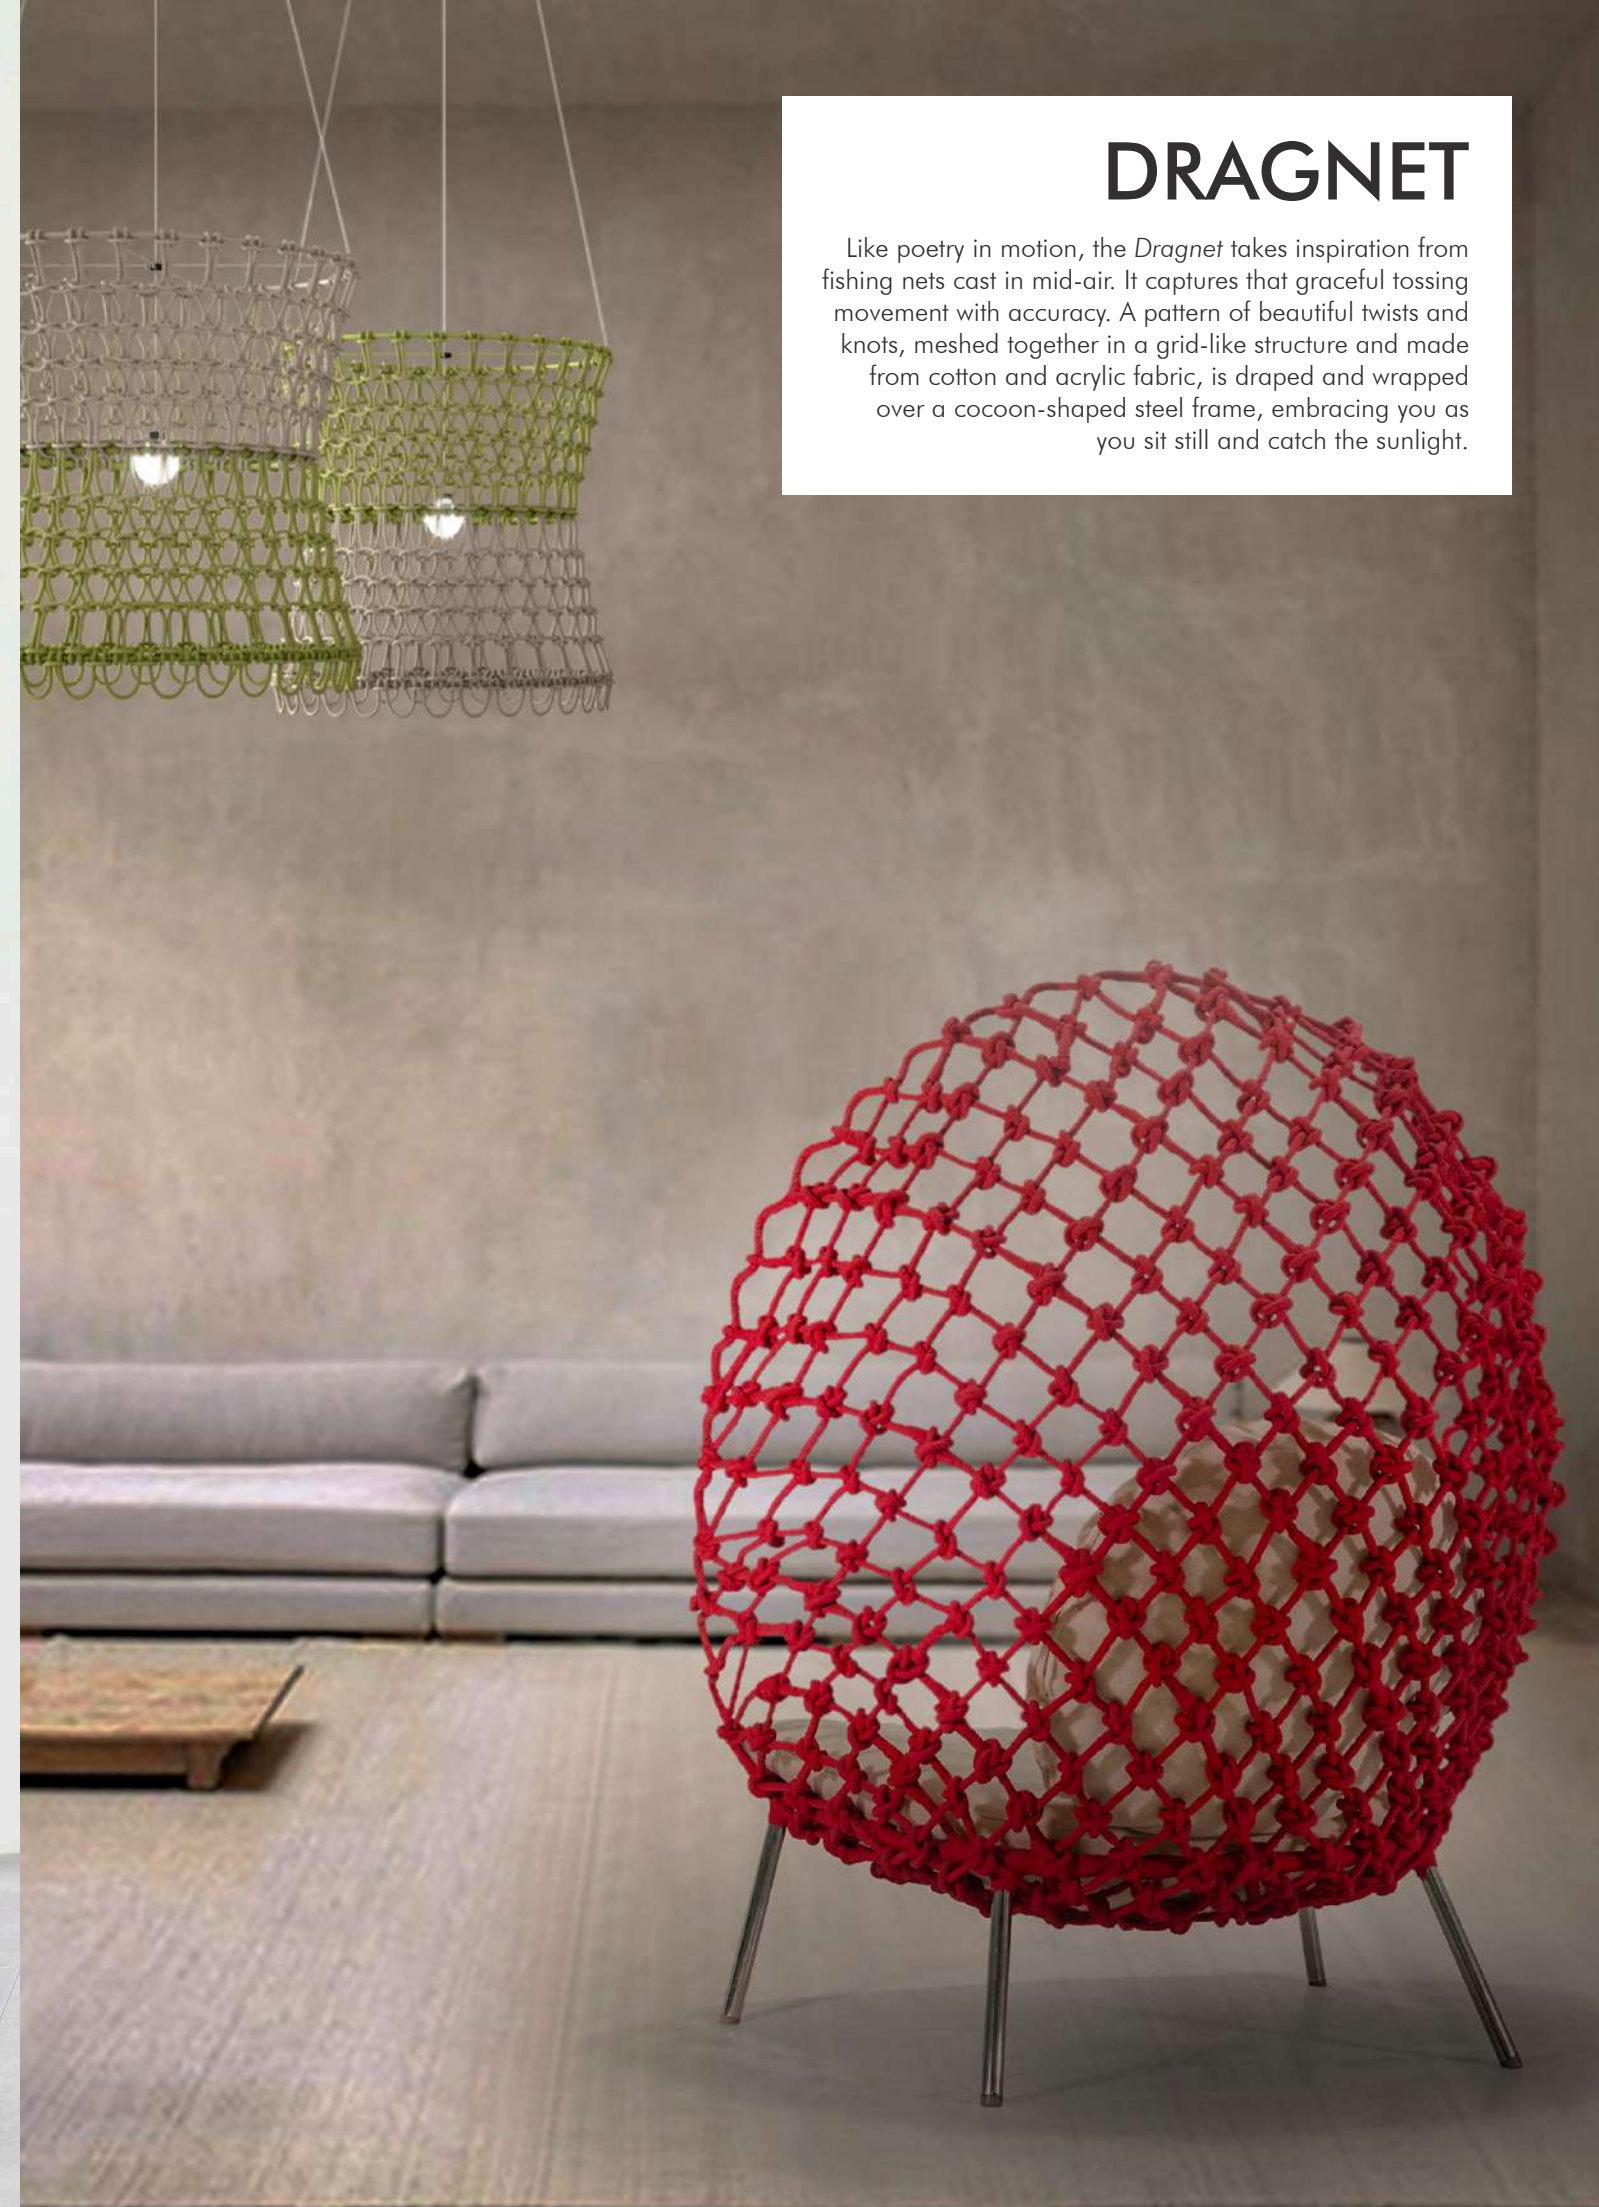 DRAGNET
Like poetry in motion, the Dragnet takes inspiration from
fishing nets cast in mid-air. It captures that graceful tossing
movement with accuracy. A pattern of beautiful twists and
knots, meshed together in a grid-like structure and made
from cotton and acrylic fabric, is draped and wrapped
over a cocoon-shaped steel frame, embracing you as
you sit still and catch the sunlight.